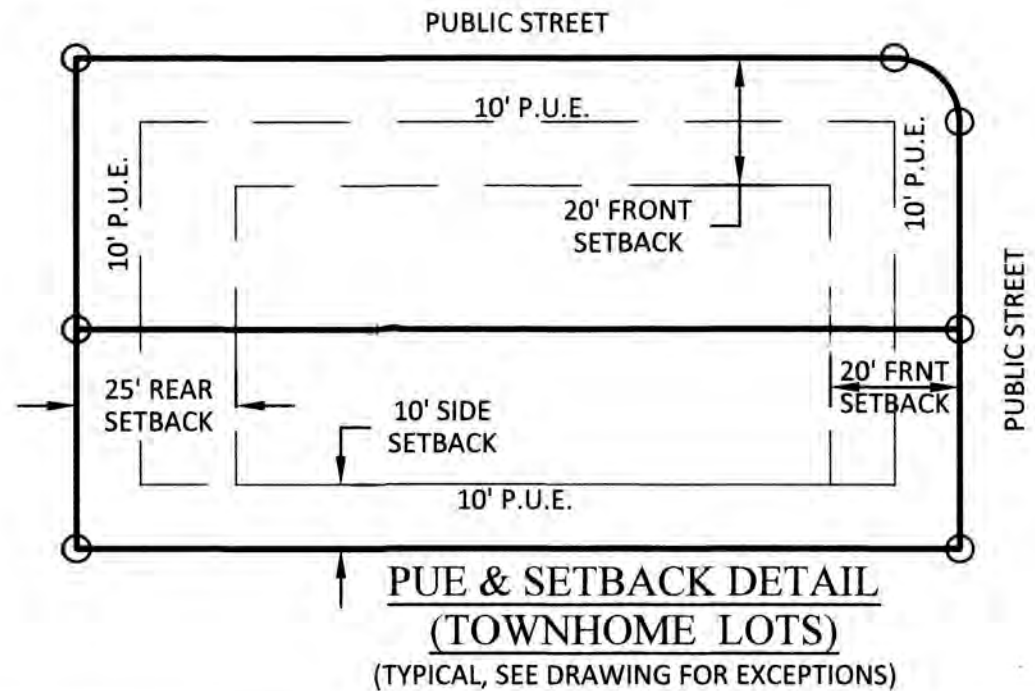 PUBLIC STREET
10' P.U.E.
10' P.U.E.
10' P.U.E.
20' FRONT
SETBACK
PUBLIC STREET
25' REAR
SETBACK
10' SIDE
SETBACK
20' FRNT
SETBACK
10' P.U.E.
PUE & SETBACK DETAIL
(TOWNHOME LOTS)
(TYPICAL, SEE DRAWING FOR EXCEPTIONS)